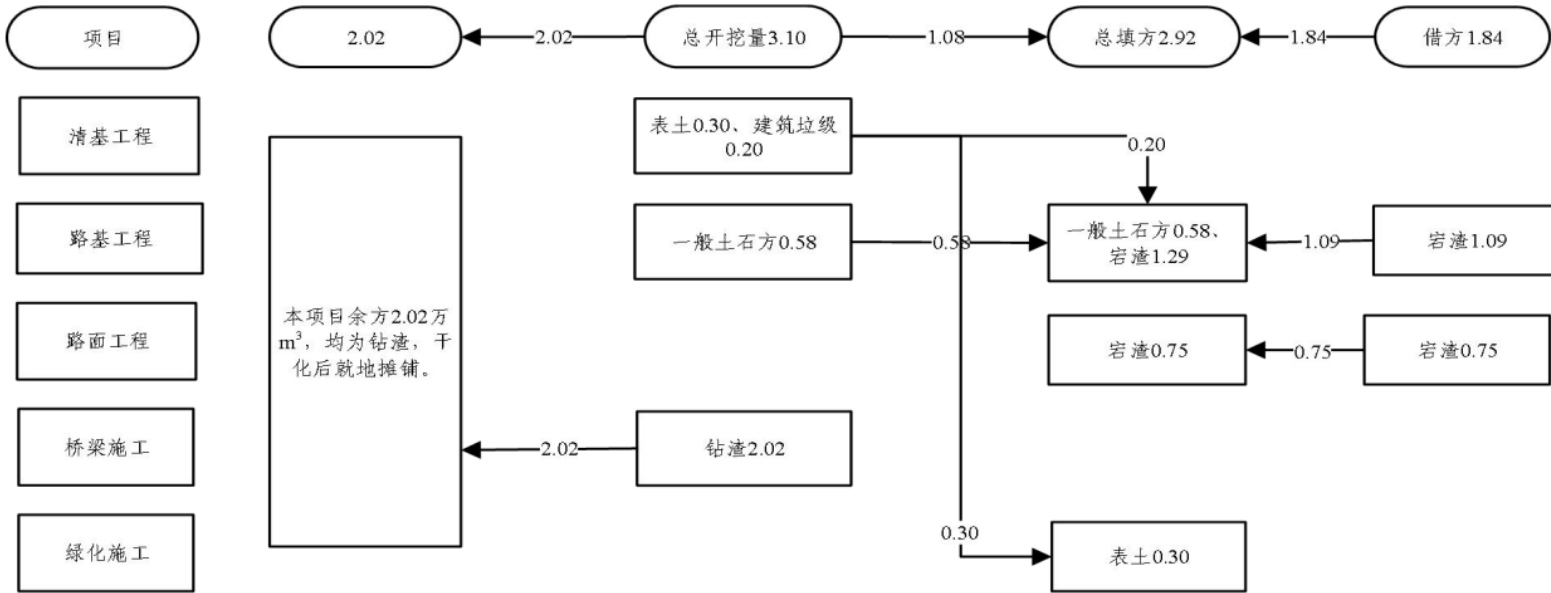 项目
2.02
2.02
总开挖量3.10
1.08
总填方2.92
1.84
借方1.84
清基工程
表土0.30、建筑垃级
0.20
0.20
路基工程
一般土石方0.58
0.58
一般土石方0.58、
宕渣1.29
1.09
宕渣1.09
路面工程
本项目余方2.02万
m³，均为钻渣，干
化后就地摊铺。
宕渣0.75
0.75
宕渣0.75
桥梁施工
2.02
钻渣2.02
绿化施工
0.30
表土0.30